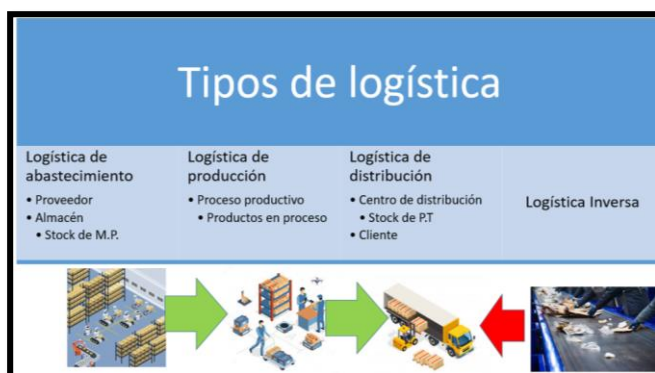 Tipos de logística
Logística de
abastecimiento
• Proveedor
• Almacén
• Stock de M.P.
Logística de
producción
• Proceso productivo
• Productos en proceso
Logística de
distribución
• Centro de distribución
• Stock de P.T
• Cliente
Logística Inversa